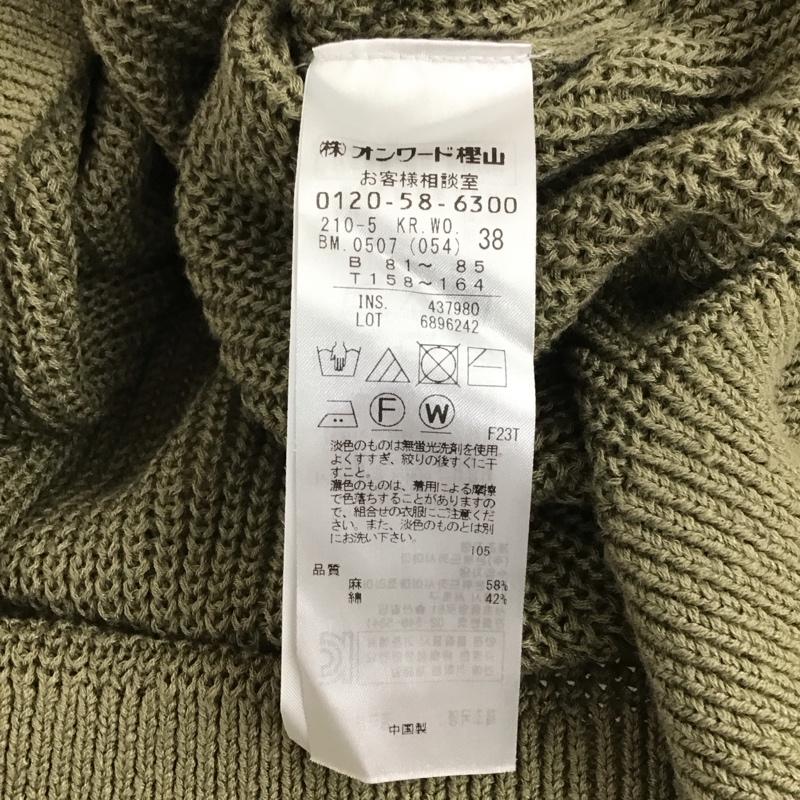 ㈱オンワード樫山
お客様相談室
0120-58-6300
210-5 KR.WO. 38
BM.0507 (054)
B 81～ 85
T158～164
INS. 437980
LOT 6896242
F
W
F23T
淡色のものは無蛍光洗剤を使用。
よくすすぎ、絞りの後すぐに干
すこと。
濃色のものは、着用による摩擦
で色落ちすることがありますの
で、組合せの衣服にご注意くだ
さい。また、淡色のものとは別
にお洗い下さい。
105
品質
麻 58%
綿 42%
中国製